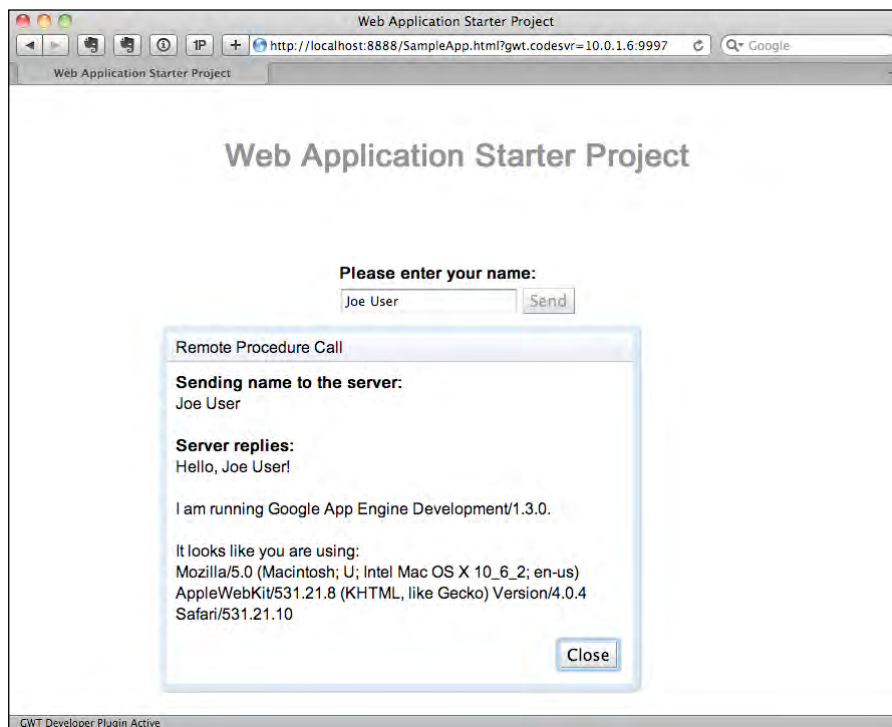 Web Application Starter Project
1P + http://localhost:8888/SampleApp.html?gwt.codesvr=10.0.1.6:9997 Google
Web Application Starter Project
Web Application Starter Project
Please enter your name:
Joe User Send
Remote Procedure Call
Sending name to the server:
Joe User
Server replies:
Hello, Joe User!
I am running Google App Engine Development/1.3.0.
It looks like you are using:
Mozilla/5.0 (Macintosh; U; Intel Mac OS X 10_6_2; en-us)
AppleWebKit/531.21.8 (KHTML, like Gecko) Version/4.0.4
Safari/531.21.10
Close
GWT Developer Plugin Active